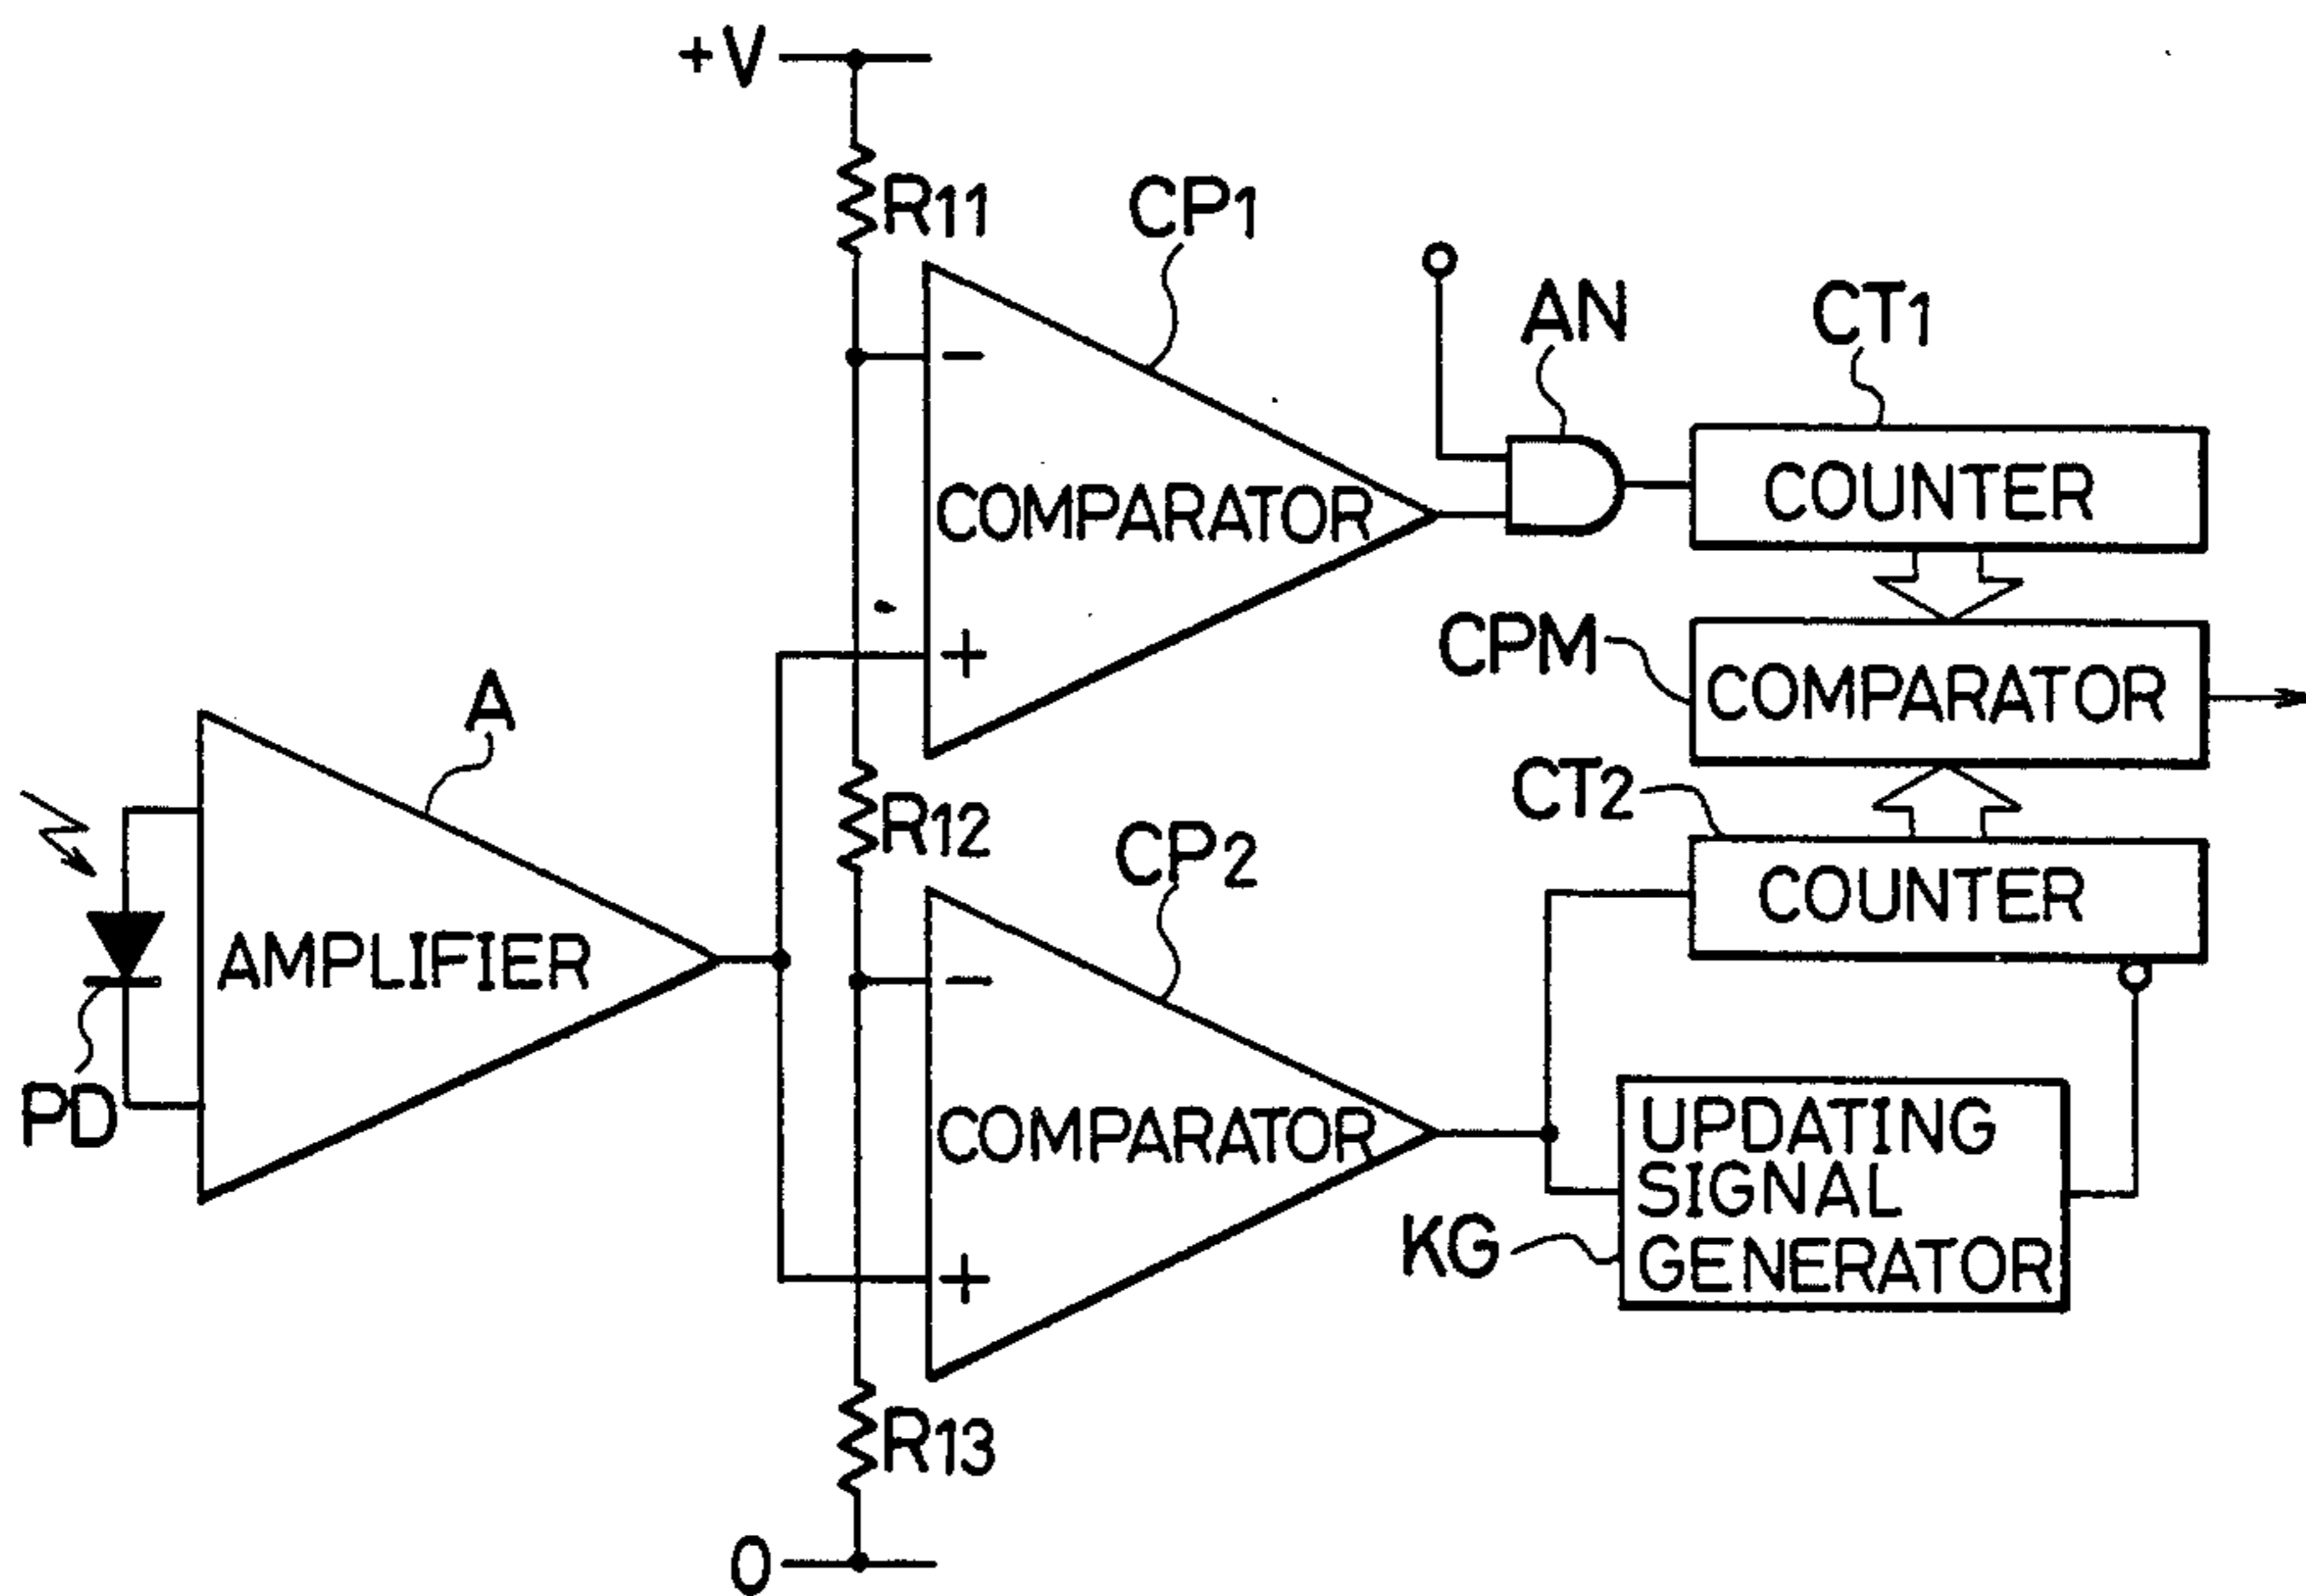 +V
R11
CP1
AN
CT1
−
COMPARATOR
COUNTER
+
CPM
COMPARATOR
A
CT2
R12
CP2
COUNTER
AMPLIFIER
−
PD
COMPARATOR
UPDATING
SIGNAL
GENERATOR
KG
+
R13
0